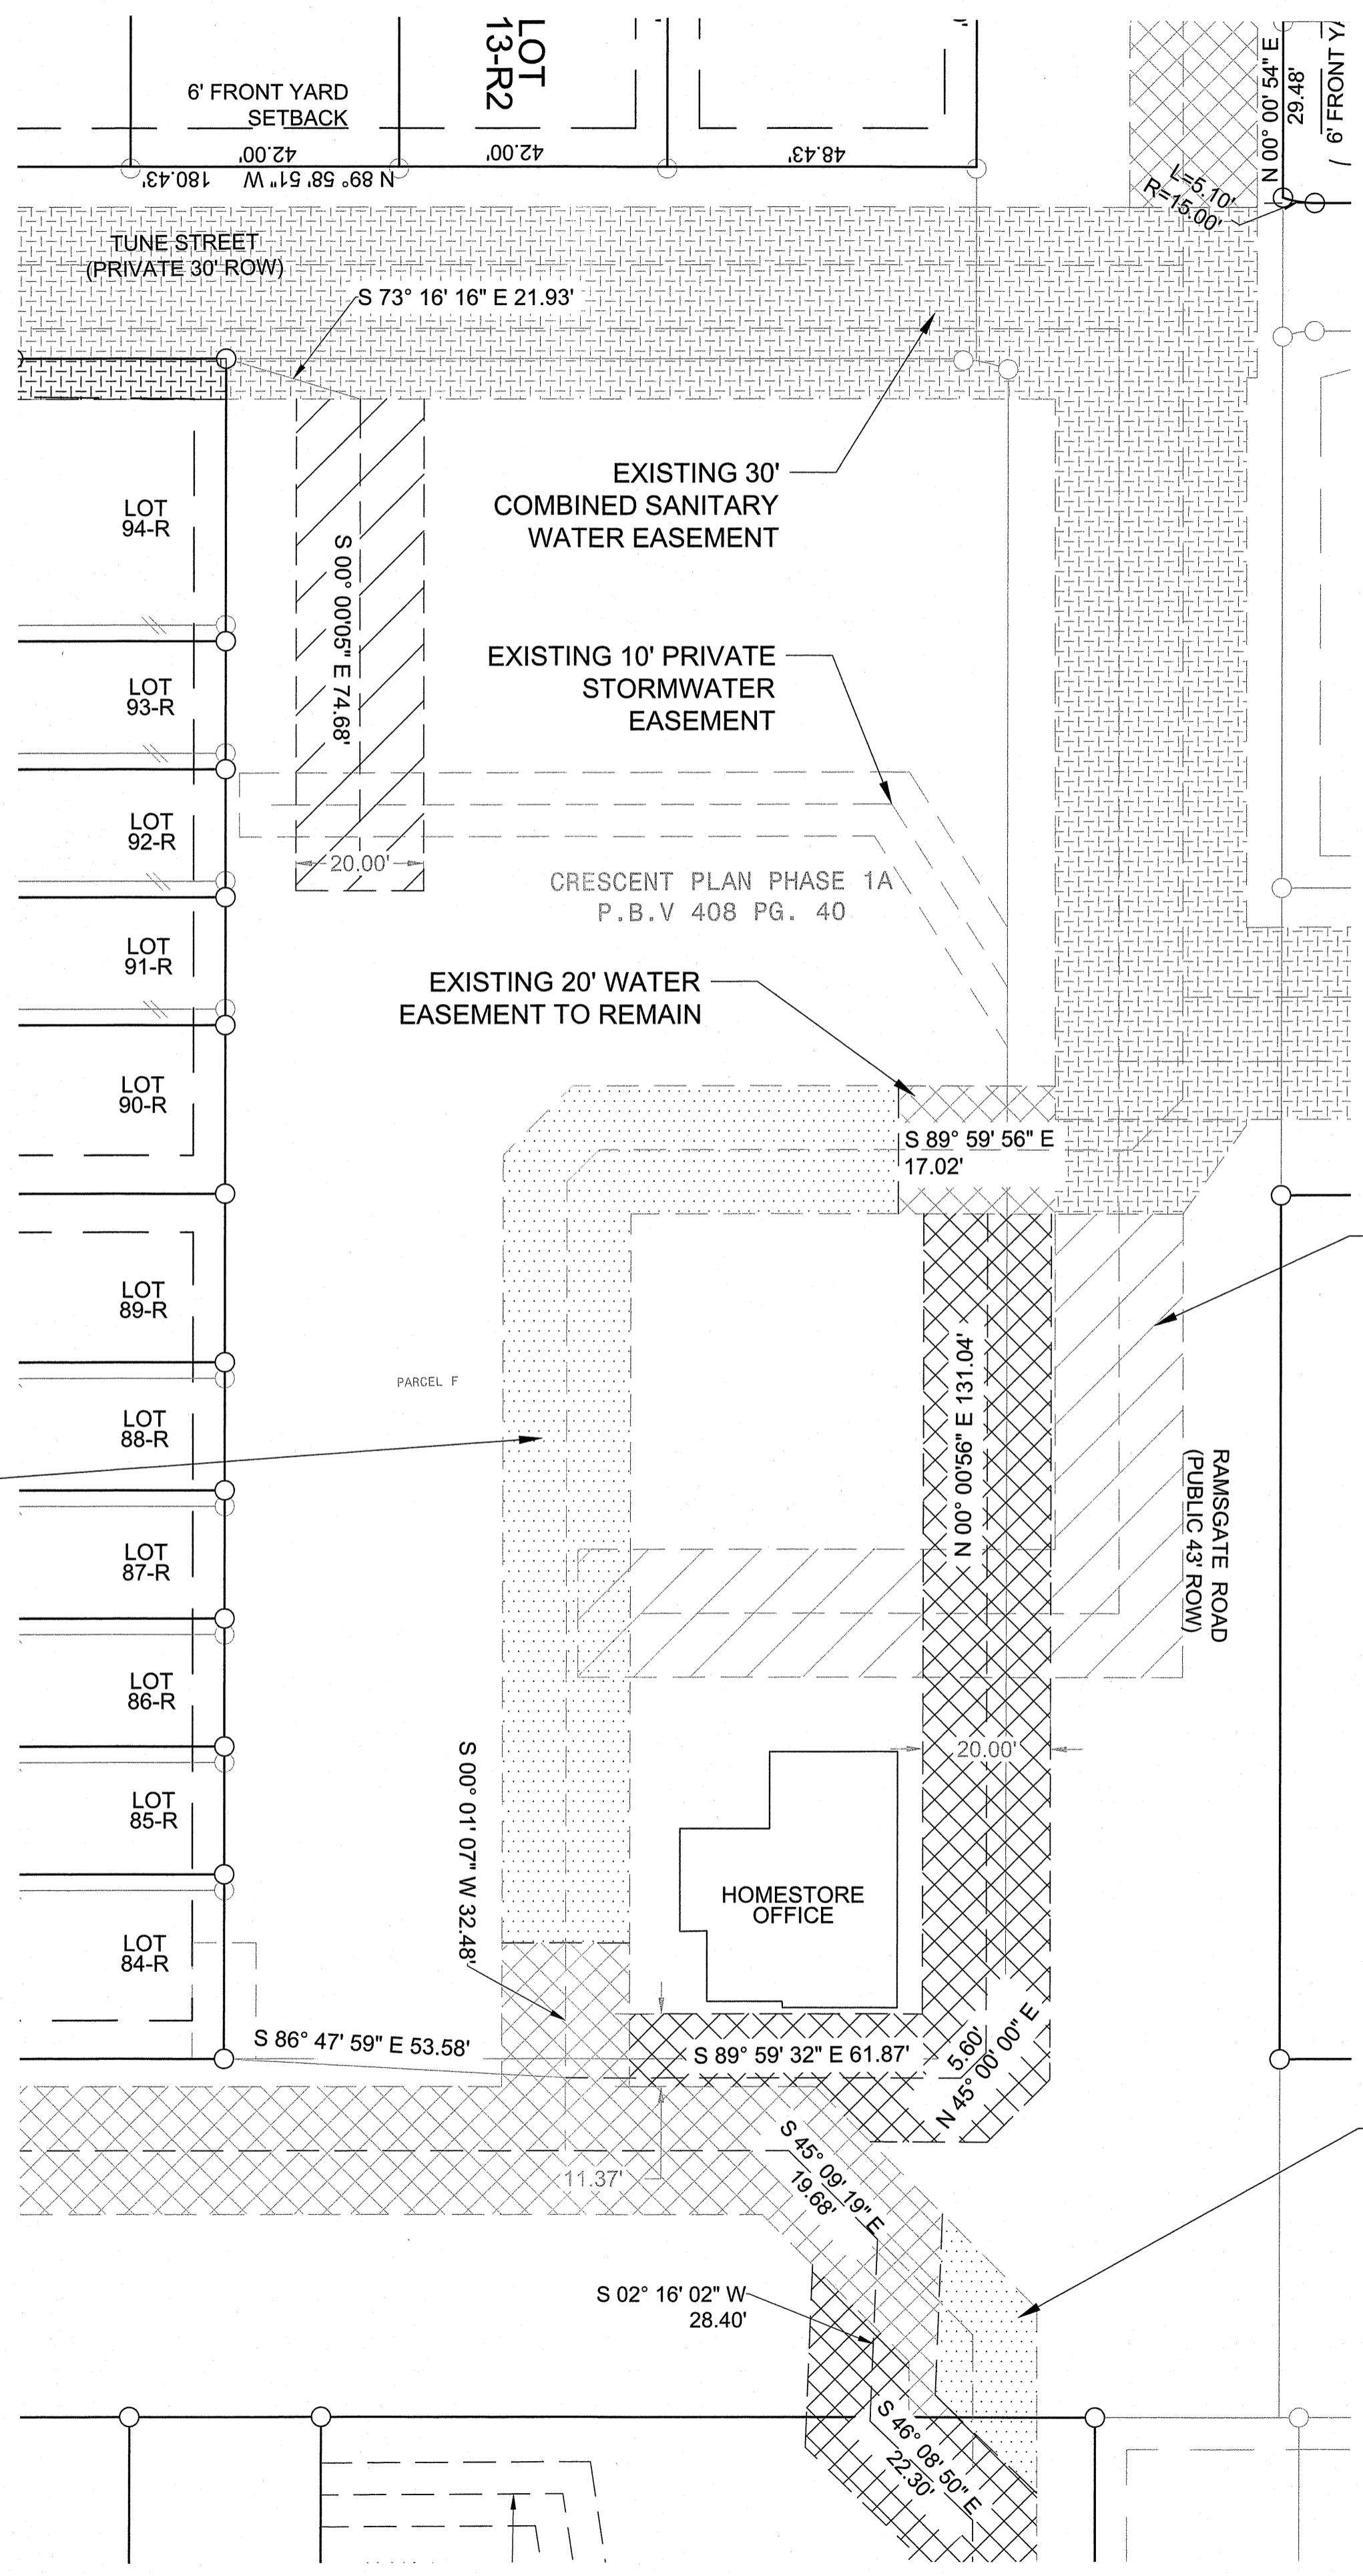 LOT
13-R2
6' FRONT YARD
SETBACK
42.00'
42.00'
48.43'
N 89° 58' 51" W 180.43'
N 00° 00' 54" E
29.48'
( 6' FRONT
L=5.10'
R=15.00'
TUNE STREET
(PRIVATE 30' ROW)
S 73° 16' 16" E 21.93'
EXISTING 30'
COMBINED SANITARY
WATER EASEMENT
LOT
94-R
S 00° 00'05" E 74.68'
EXISTING 10' PRIVATE
STORMWATER
EASEMENT
LOT
93-R
LOT
92-R
20.00'
CRESCENT PLAN PHASE 1A
P.B.V 408 PG. 40
LOT
91-R
EXISTING 20' WATER
EASEMENT TO REMAIN
LOT
90-R
S 89° 59' 56" E
17.02'
LOT
89-R
N 00° 00'56" E 131.04'
PARCEL F
LOT
88-R
RAMSGATE ROAD
(PUBLIC 43' ROW)
LOT
87-R
LOT
86-R
20.00'
S 00° 01' 07" W 32.48'
LOT
85-R
HOMESTORE
OFFICE
LOT
84-R
S 86° 47' 59" E 53.58'
S 89° 59' 32" E 61.87'
5.60'
N 45° 00' 00" E
11.37'
S 45° 09' 19" E
19.68'
S 02° 16' 02" W
28.40'
S 46° 08' 50" E
22.30'